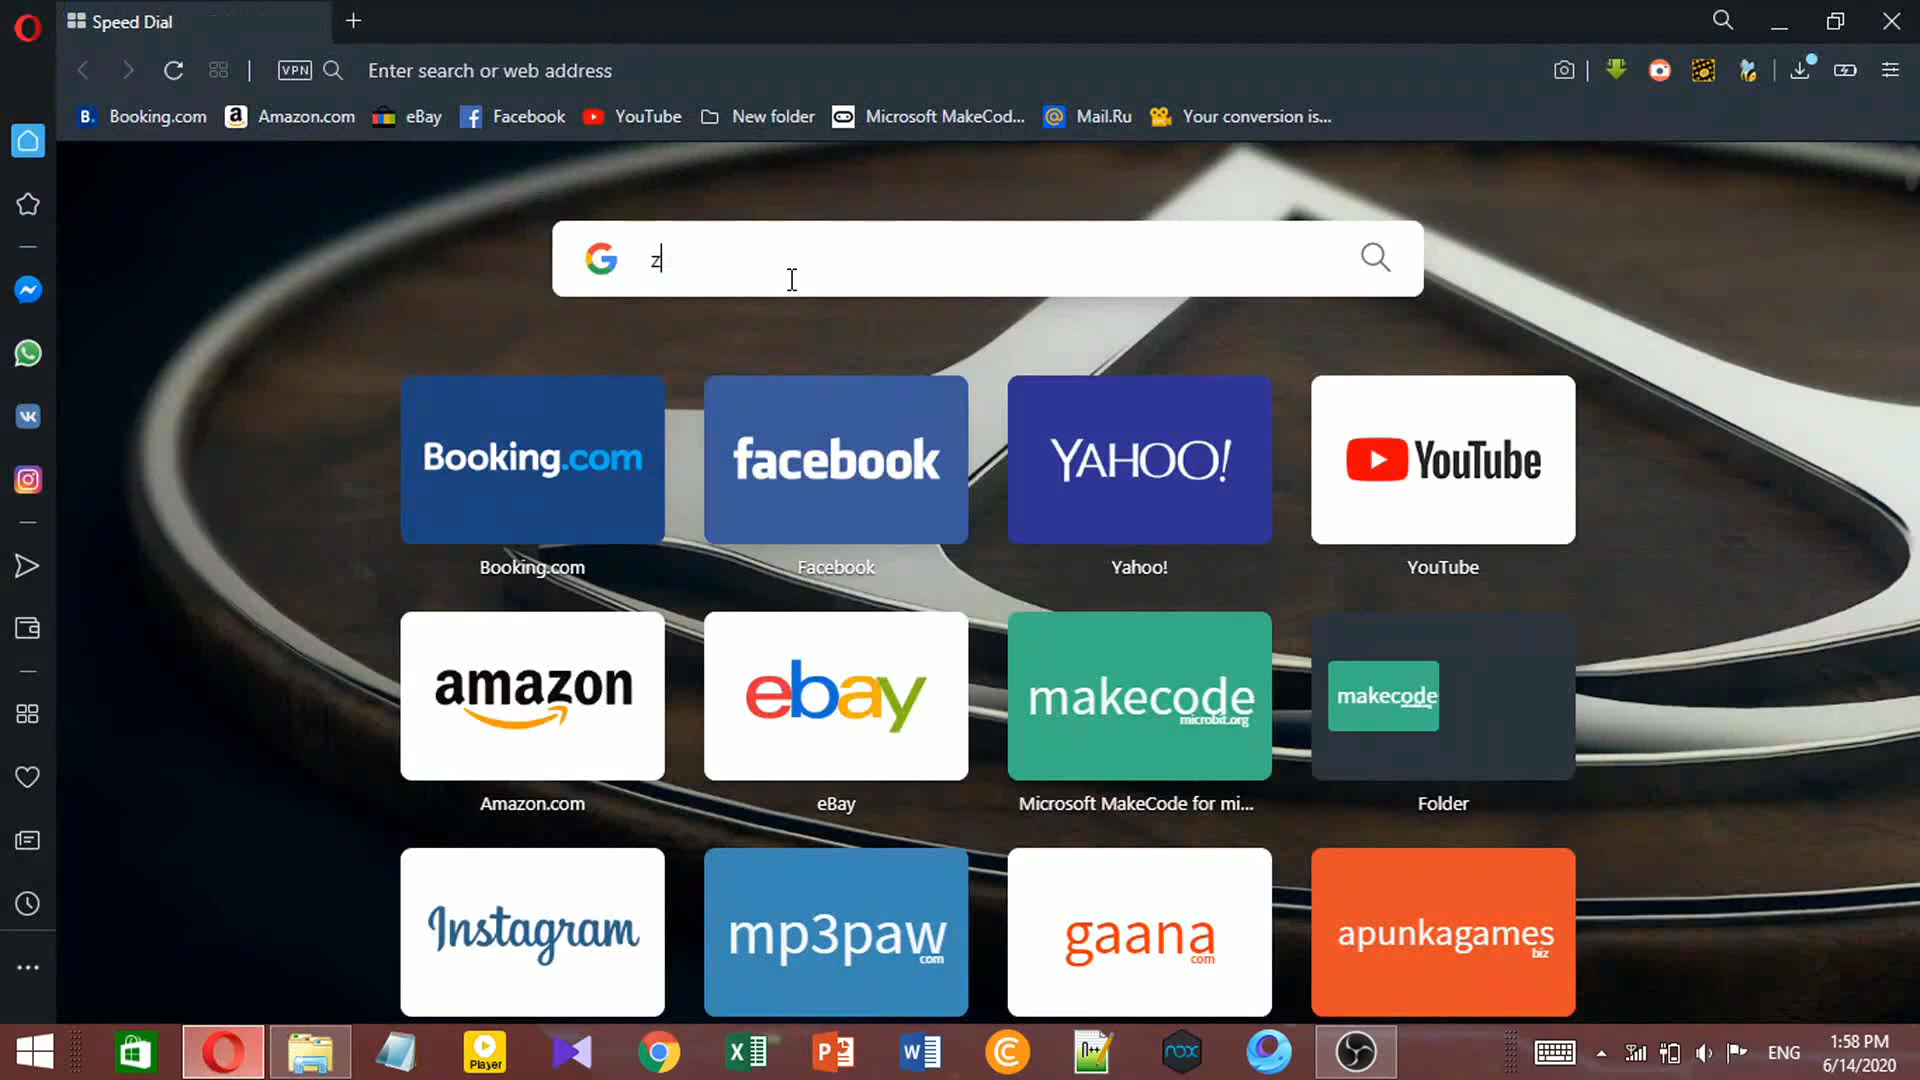 Speed Dial
VPN
Enter search or web address
B. Booking.com
a Amazon.com
eBay
f Facebook
YouTube
New folder
Microsoft MakeCod...
@ Mail.Ru
Your conversion is...
G z
Booking.com
facebook
YAHOO!
YouTube
Booking.com
Facebook
Yahoo!
YouTube
amazon
ebay
makecode
microbit.org
makecode
Amazon.com
eBay
Microsoft MakeCode for mi...
Folder
Instagram
mp3paw
com
gaana
com
apunkagames
biz
Player
X
P
W
C
n++
nox
ENG
1:58 PM
6/14/2020